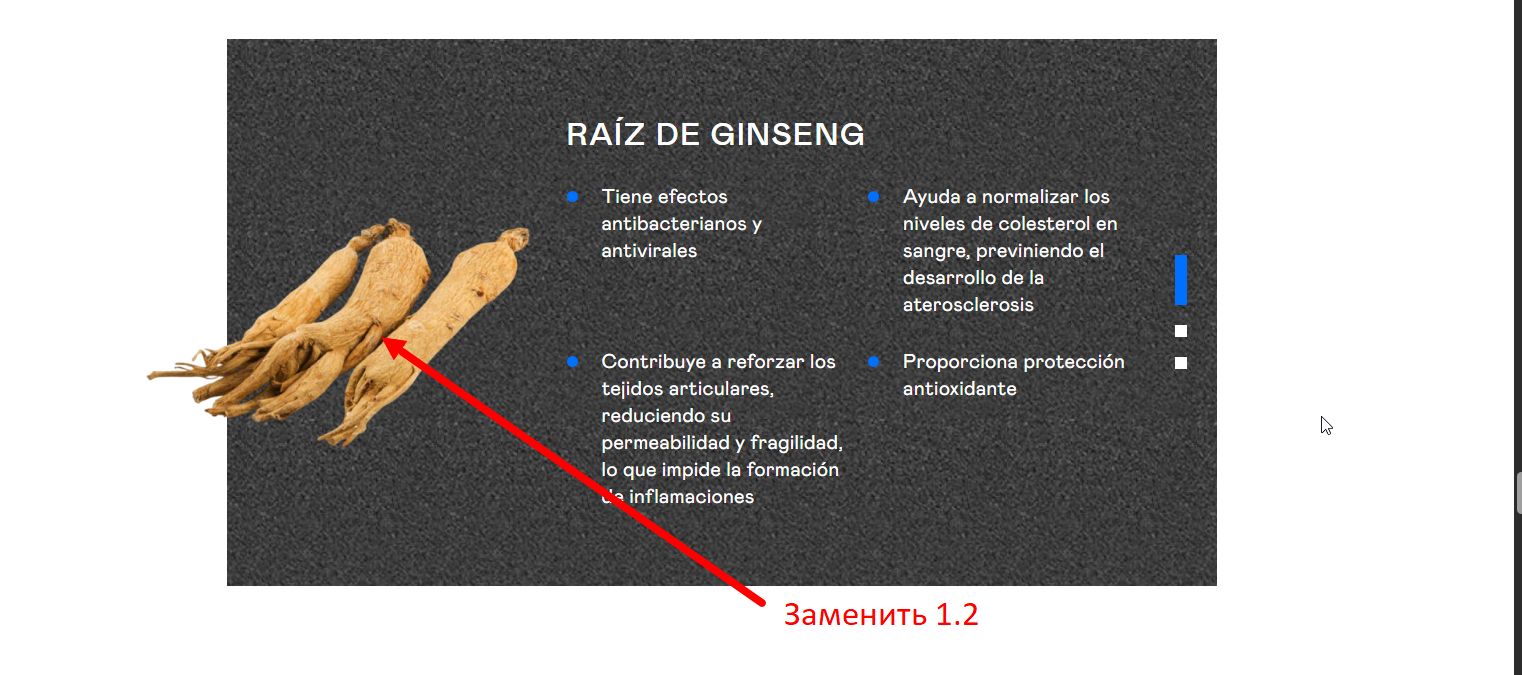 RAÍZ DE GINSENG
Tiene efectos
antibacterianos y
antivirales
Ayuda a normalizar los
niveles de colesterol en
sangre, previniendo el
desarrollo de la
aterosclerosis
Contribuye a reforzar los
tejidos articulares,
reduciendo su
permeabilidad y fragilidad,
lo que impide la formación
de inflamaciones
Proporciona protección
antioxidante
Заменить 1.2